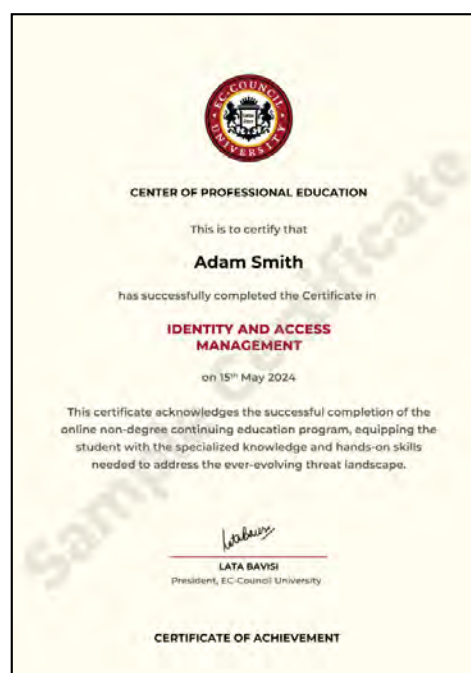 EC-COUNCIL
UNIVERSITY
CENTER OF PROFESSIONAL EDUCATION
This is to certify that
Adam Smith
has successfully completed the Certificate in
IDENTITY AND ACCESS
MANAGEMENT
on 15th May 2024
This certificate acknowledges the successful completion of the
online non-degree continuing education program, equipping the
student with the specialized knowledge and hands-on skills
needed to address the ever-evolving threat landscape.
LATA BAVISI
President, EC-Council University
CERTIFICATE OF ACHIEVEMENT
Sample Certificate